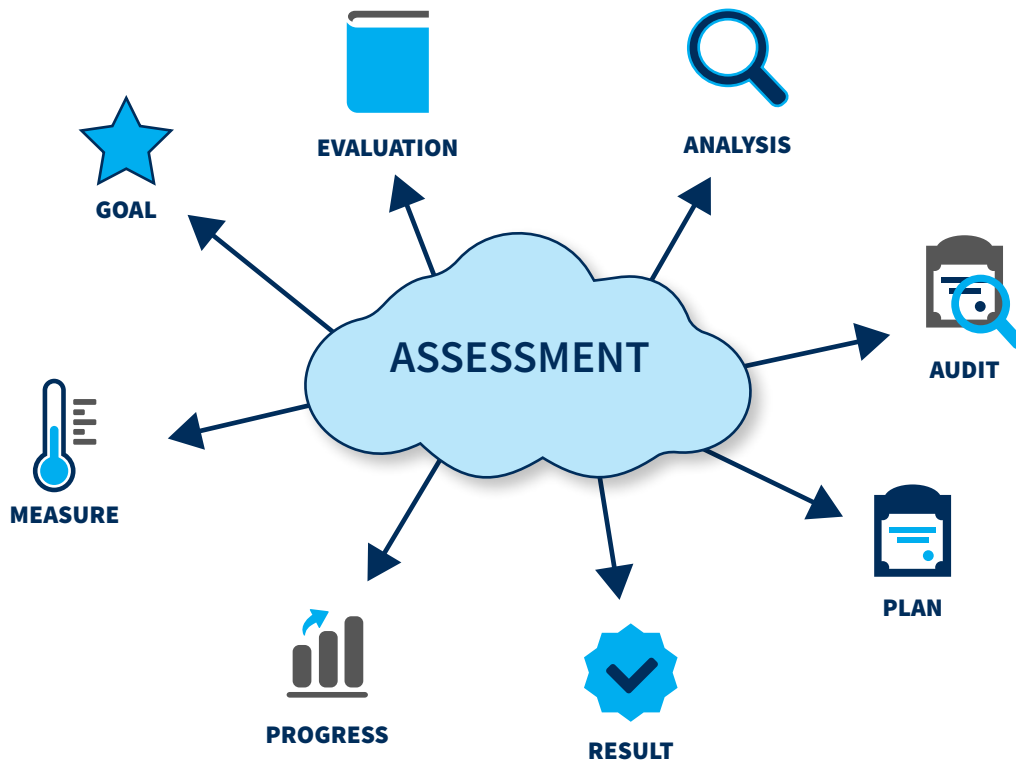 EVALUATION
ANALYSIS
GOAL
ASSESSMENT
AUDIT
MEASURE
PLAN
PROGRESS
RESULT